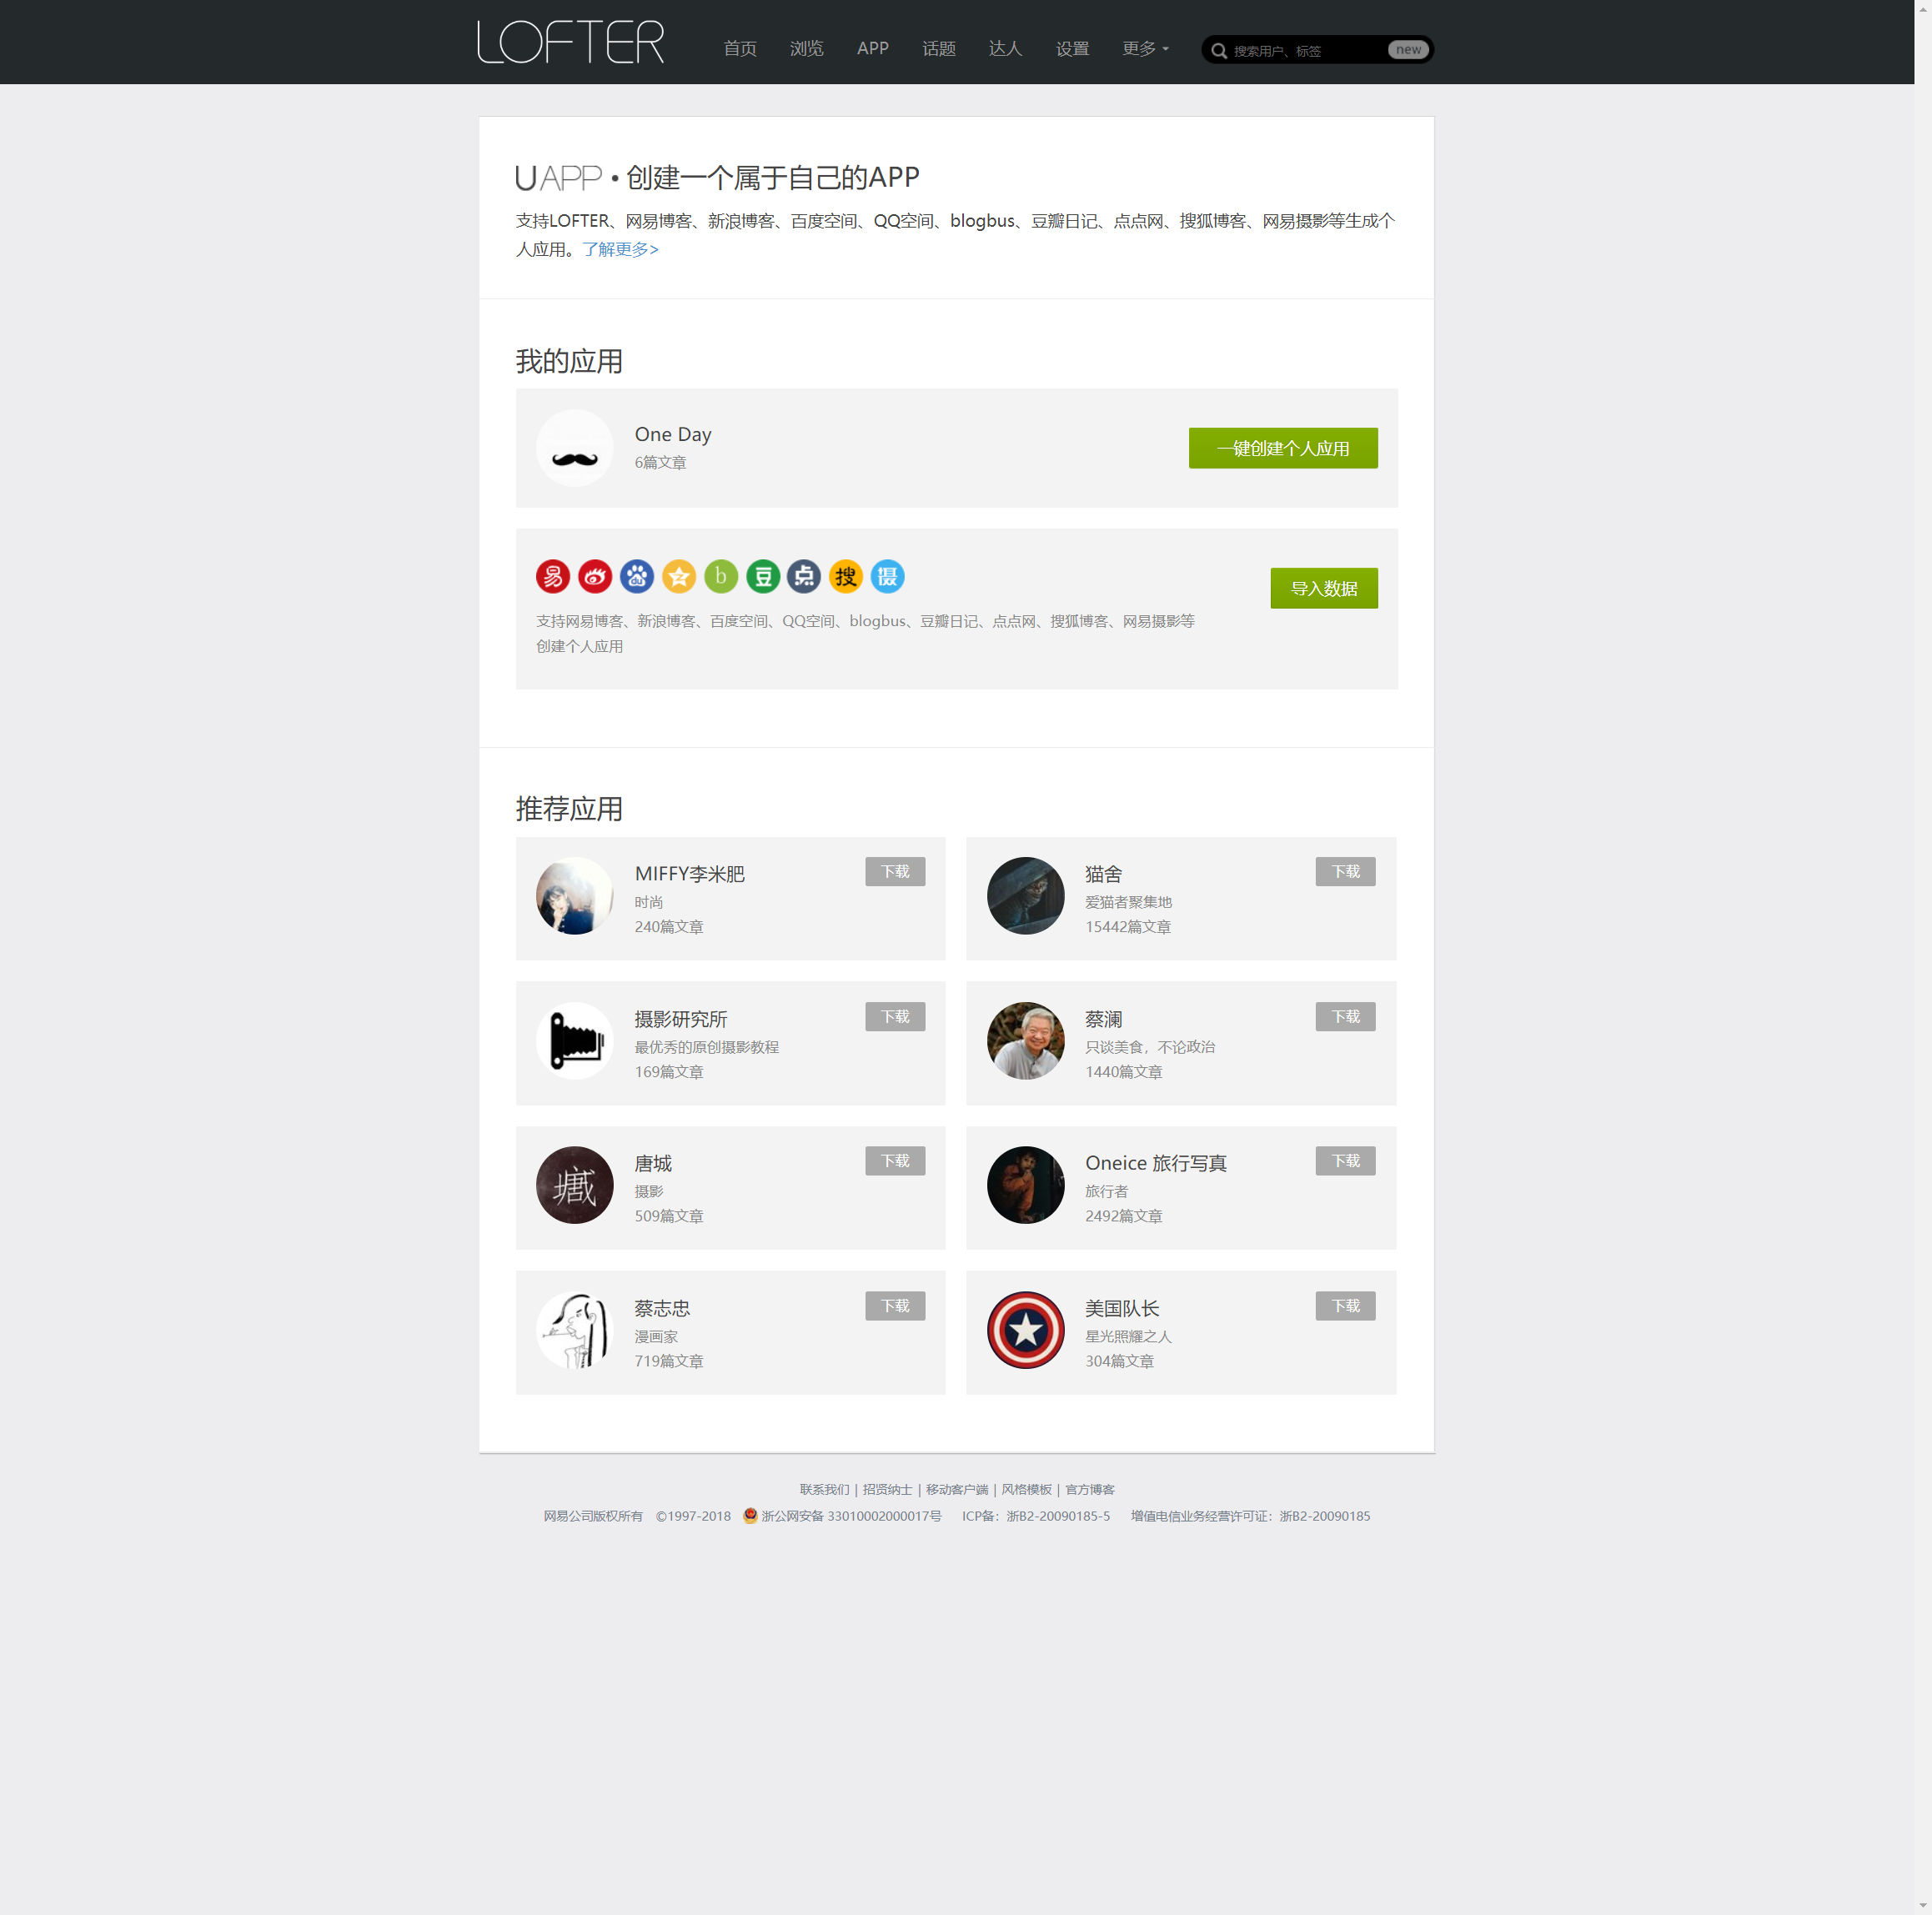 LOFTER
首页 浏览 APP 话题 达人 设置 更多 搜索用户、标签 new
UAPP • 创建一个属于自己的APP
支持LOFTER、网易博客、新浪博客、百度空间、QQ空间、blogbus、豆瓣日记、点点网、搜狐博客、网易摄影等生成个
人应用。了解更多>
我的应用
One Day
6篇文章
一键创建个人应用
易 du b 豆 点 搜 摄
导入数据
支持网易博客、新浪博客、百度空间、QQ空间、blogbus、豆瓣日记、点点网、搜狐博客、网易摄影等
创建个人应用
推荐应用
MIFFY李米肥
时尚
240篇文章
下载
猫舍
爱猫者聚集地
15442篇文章
下载
摄影研究所
最优秀的原创摄影教程
169篇文章
下载
蔡澜
只谈美食，不论政治
1440篇文章
下载
唐城
摄影
509篇文章
下载
Oneice 旅行写真
旅行者
2492篇文章
下载
蔡志忠
漫画家
719篇文章
下载
美国队长
星光照耀之人
304篇文章
下载
联系我们 | 招贤纳士 | 移动客户端 | 风格模板 | 官方博客
网易公司版权所有 ©1997-2018 浙公网安备 33010002000017号 ICP备：浙B2-20090185-5 增值电信业务经营许可证：浙B2-20090185